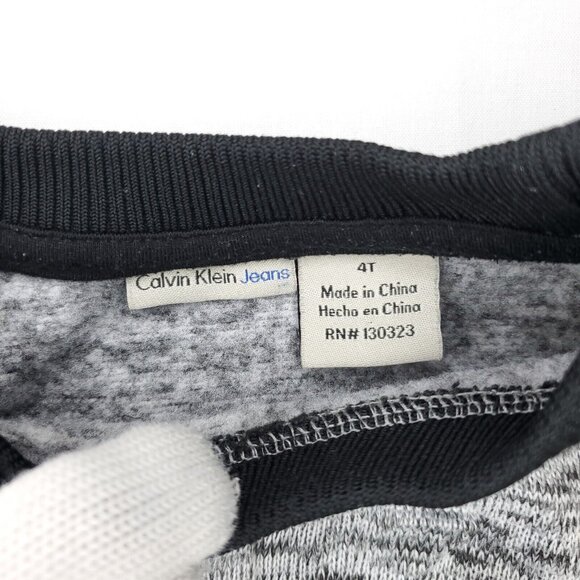 Calvin Klein Jeans
4T
Made in China
Hecho en China
RN# 130323